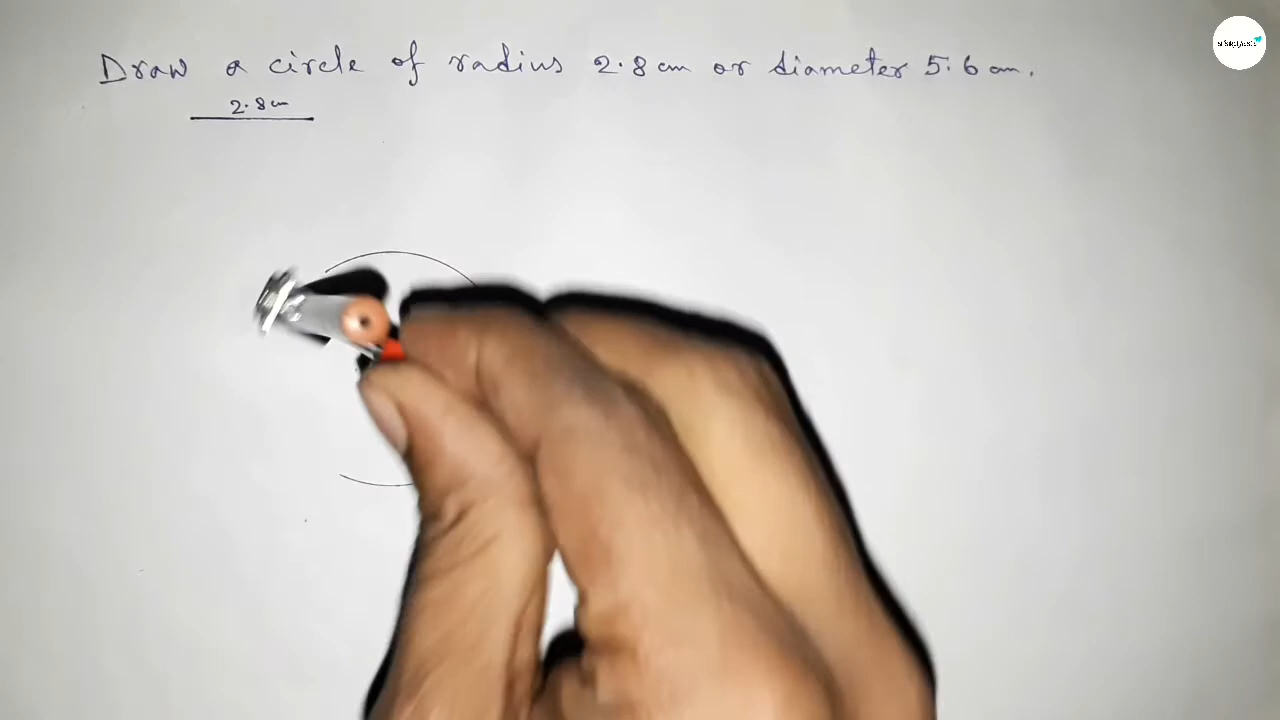 Draw a circle of radius 2.8 cm or diameter 5.6 cm.
2.8 cm